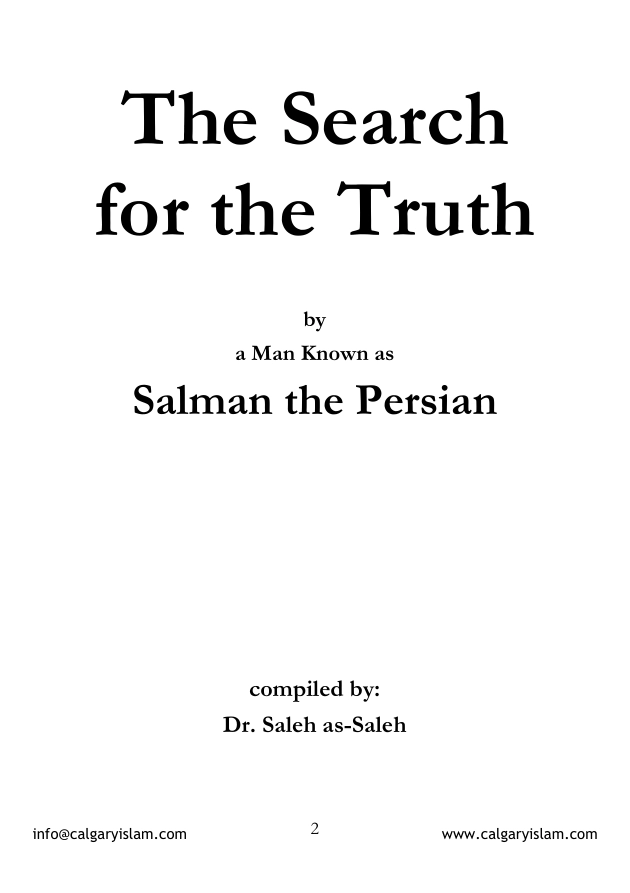 The Search
for the Truth
by
a Man Known as
Salman the Persian
compiled by:
Dr. Saleh as-Saleh
info@calgaryislam.com 2 www.calgaryislam.com